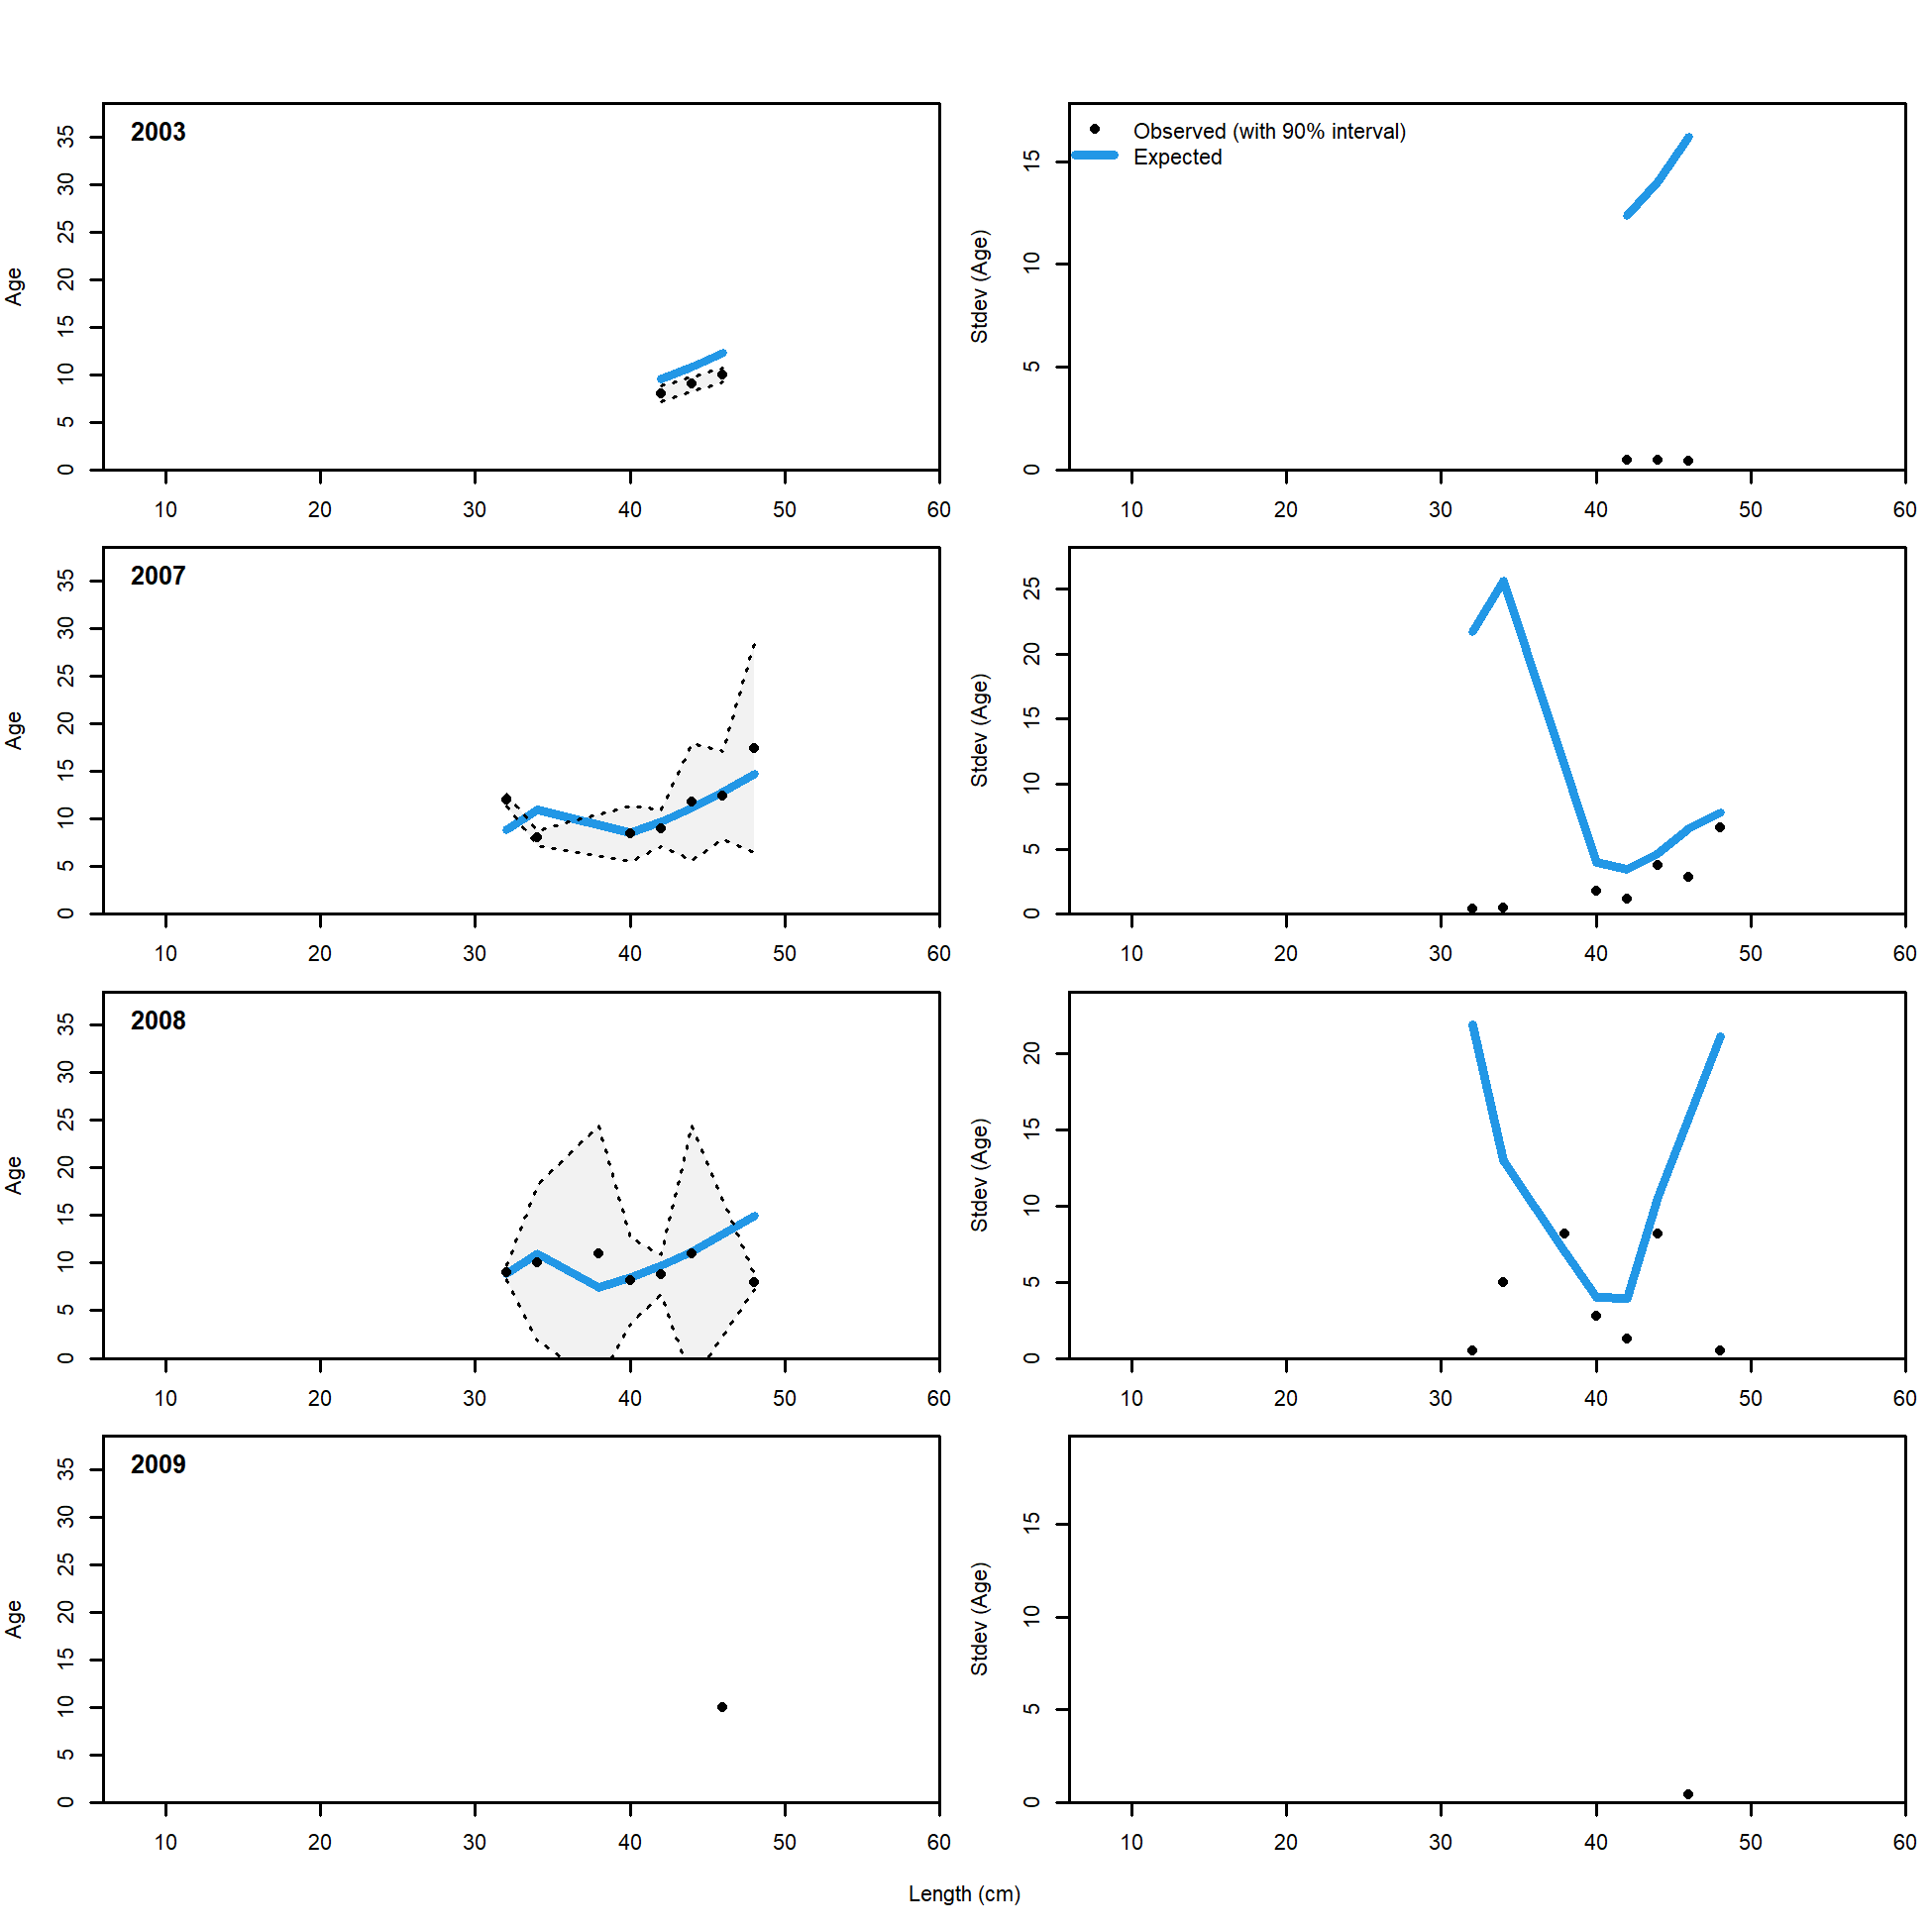 2003
Age
0 5 10 15 20 25 30 35
10 20 30 40 50 60
Observed (with 90% interval)
Expected
Stdev (Age)
0 5 10 15
10 20 30 40 50 60
2007
Age
0 5 10 15 20 25 30 35
10 20 30 40 50 60
Stdev (Age)
0 5 10 15 20 25
10 20 30 40 50 60
2008
Age
0 5 10 15 20 25 30 35
10 20 30 40 50 60
Stdev (Age)
0 5 10 15 20
10 20 30 40 50 60
2009
Age
0 5 10 15 20 25 30 35
10 20 30 40 50 60
Stdev (Age)
0 5 10 15
10 20 30 40 50 60
Length (cm)